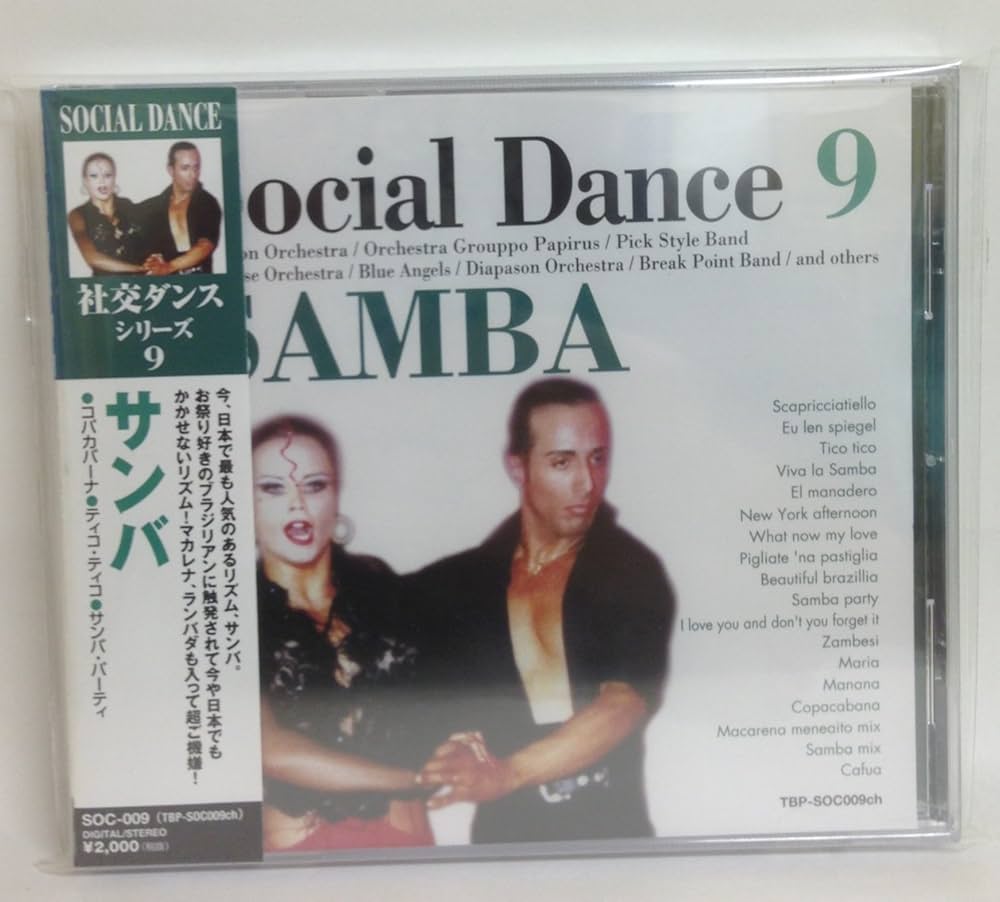 SOCIAL DANCE
社交ダンス
シリーズ
9
サンバ
今、日本で最も人気のあるリズム、サンバ。
お祭り好きのブラジリアンに触発されて今や日本でも
かかせないリズム!マカレナ、ランバダも入って超ご機嫌!
●コパカバーナ●ティコ・ティコ●サンバ・パーティ
SOC-009 (TBP-SOC009ch)
DIGITAL/STEREO
¥2,000(税抜)
ocial Dance 9
on Orchestra / Orchestra Grouppo Papirus / Pick Style Band
se Orchestra / Blue Angels / Diapason Orchestra / Break Point Band / and others
SAMBA
Scapricciatiello
Eu len spiegel
Tico tico
Viva la Samba
El manadero
New York afternoon
What now my love
Pigliate 'na pastiglia
Beautiful brazillia
Samba party
I love you and don't you forget it
Zambesi
Maria
Manana
Copacabana
Macarena meneaito mix
Samba mix
Cafua
TBP-SOC009ch